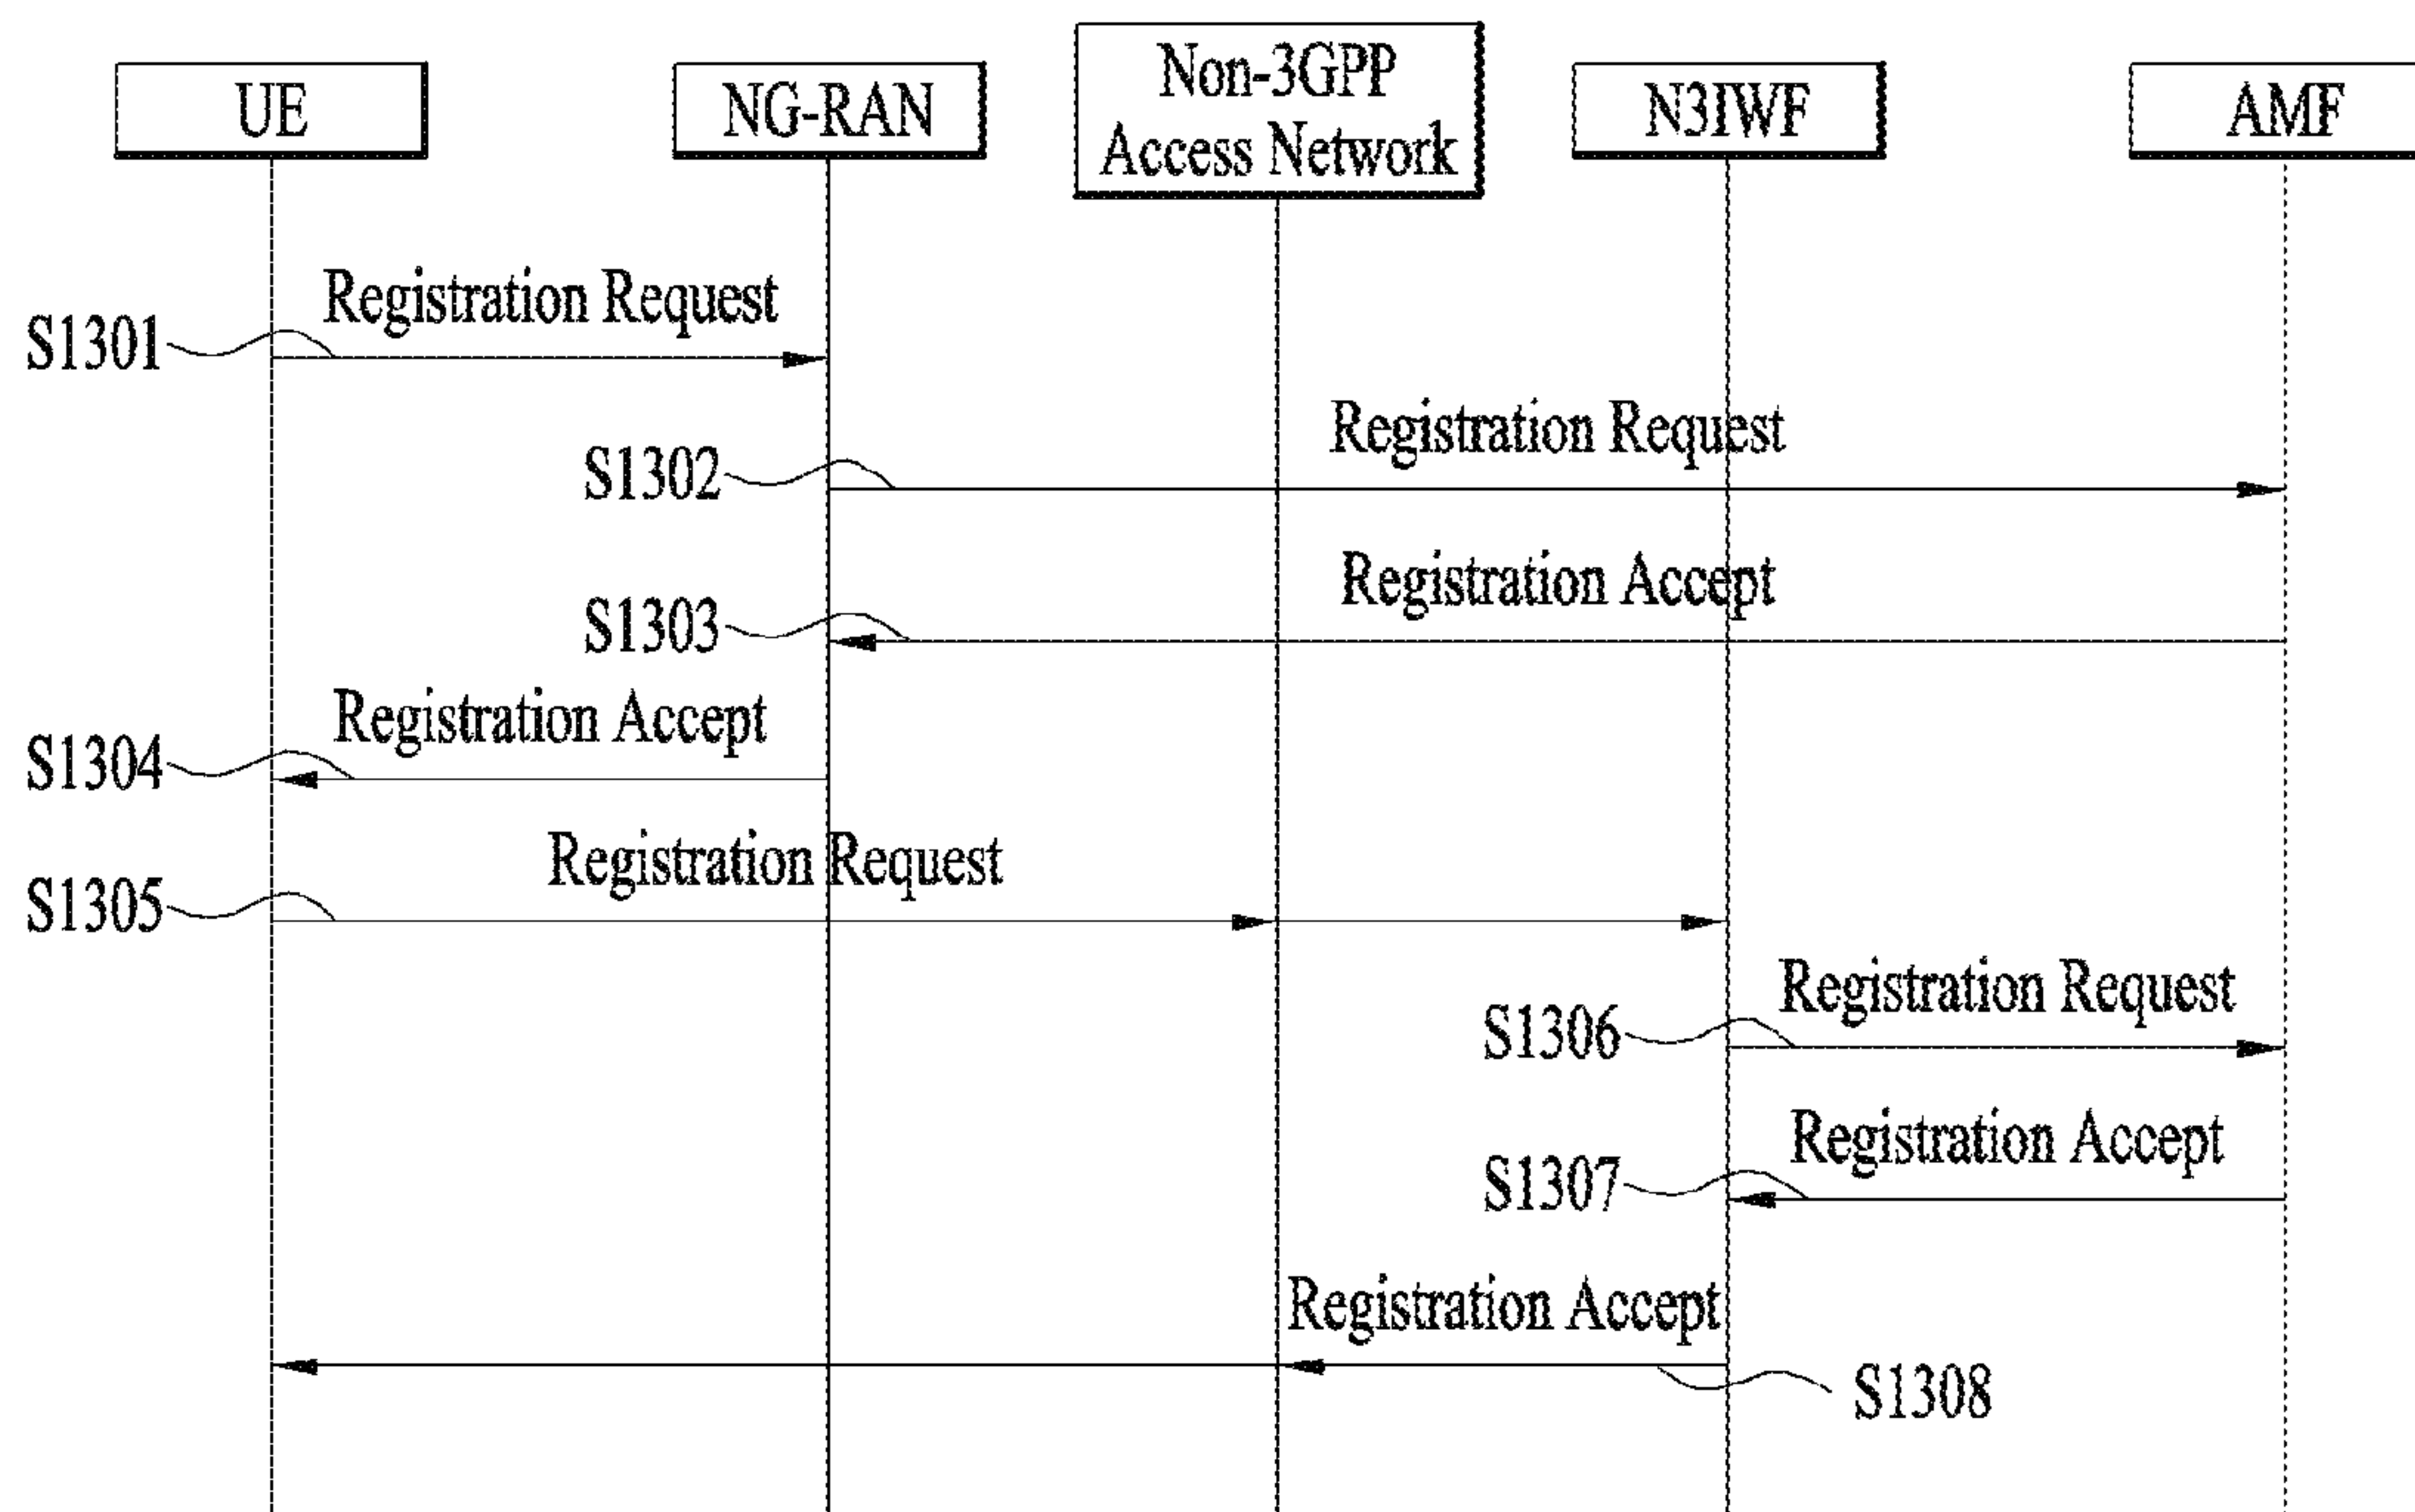 UE
NG-RAN
Non-3GPP
Access Network
N3IWF
AMF
Registration Request
S1301
Registration Request
S1302
Registration Accept
S1303
Registration Accept
S1304
Registration Request
S1305
Registration Request
S1306
Registration Accept
S1307
Registration Accept
S1308